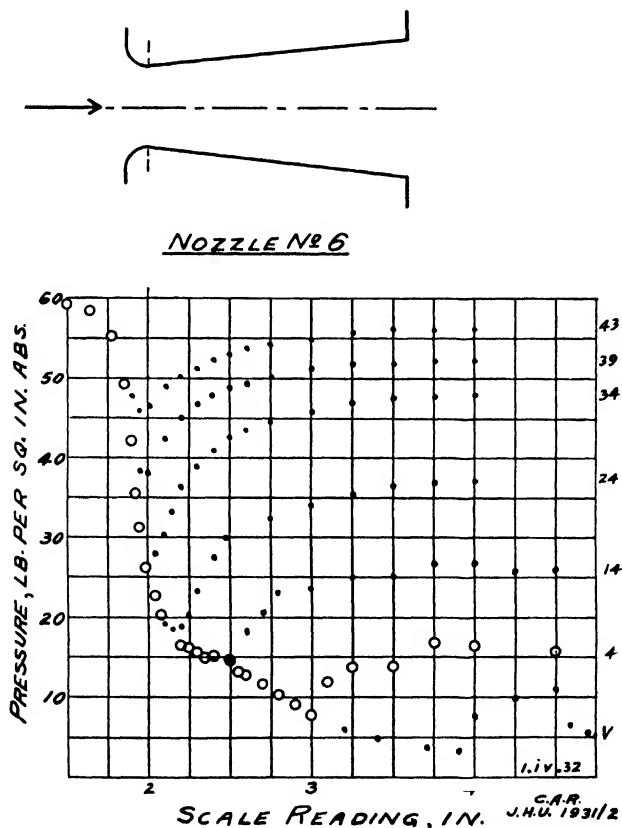 NOZZLE Nº 6
PRESSURE, LB. PER SQ. IN. ABS.
60
50
40
30
20
10
43
39
34
24
14
4
V
2
3
1.iv.32
SCALE READING, IN.
C.A.R.
J.H.U. 1931/2